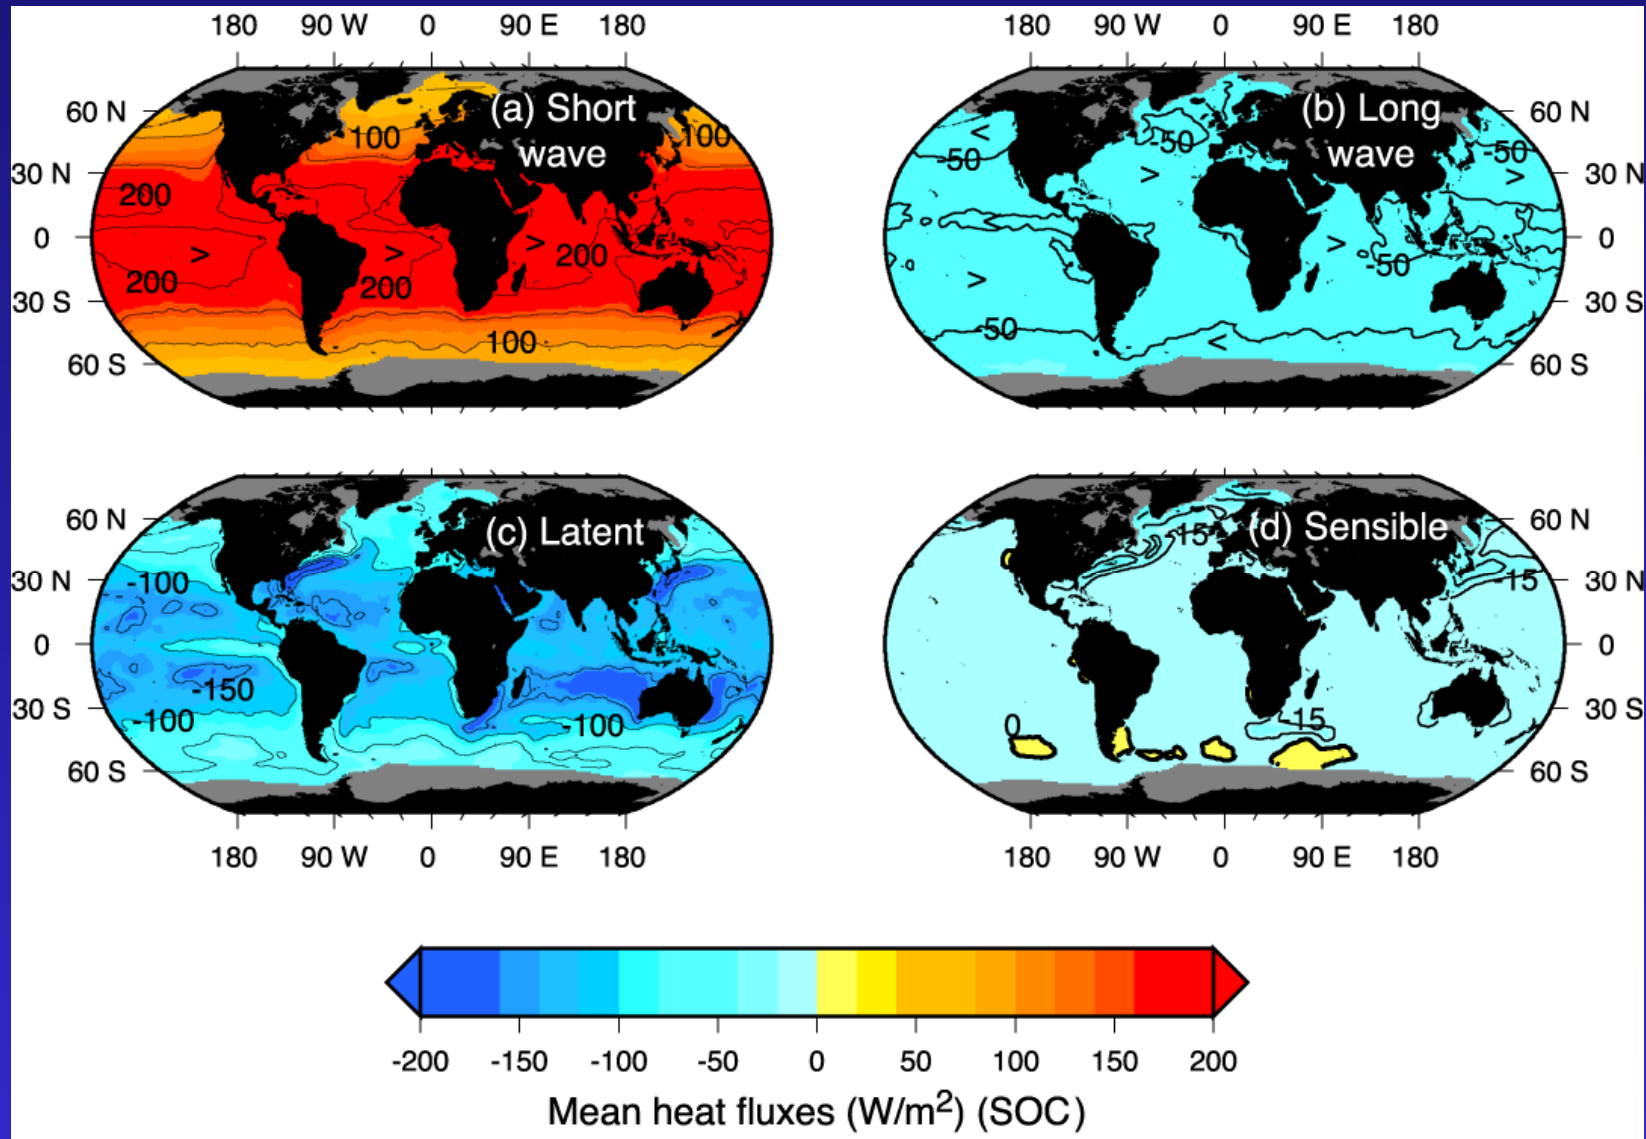 180 90 W 0 90 E 180
180 90 W 0 90 E 180
(a) Short
wave
60 N
30 N
0
30 S
60 S
100
100
200
200
200
200
100
>
>
>
(b) Long
wave
60 N
30 N
0
30 S
60 S
<
-50
-50
-50
>
>
>
>
-50
-50
<
(c) Latent
60 N
30 N
0
30 S
60 S
-100
-150
-100
-100
(d) Sensible
60 N
30 N
0
30 S
60 S
-15
-15
-15
0
180 90 W 0 90 E 180
180 90 W 0 90 E 180
-200 -150 -100 -50 0 50 100 150 200
Mean heat fluxes (W/m²) (SOC)